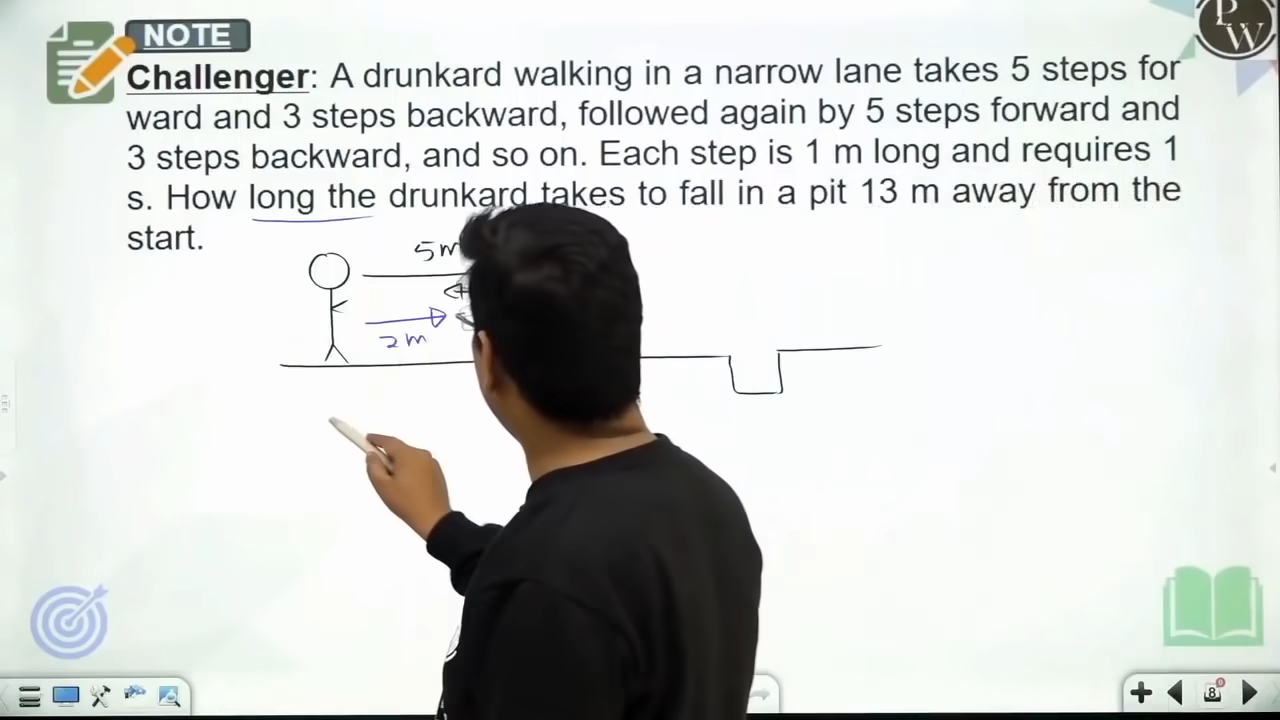 NOTE
Challenger: A drunkard walking in a narrow lane takes 5 steps for
ward and 3 steps backward, followed again by 5 steps forward and
3 steps backward, and so on. Each step is 1 m long and requires 1
s. How long the drunkard takes to fall in a pit 13 m away from the
start.
5m
2m
P
W
8